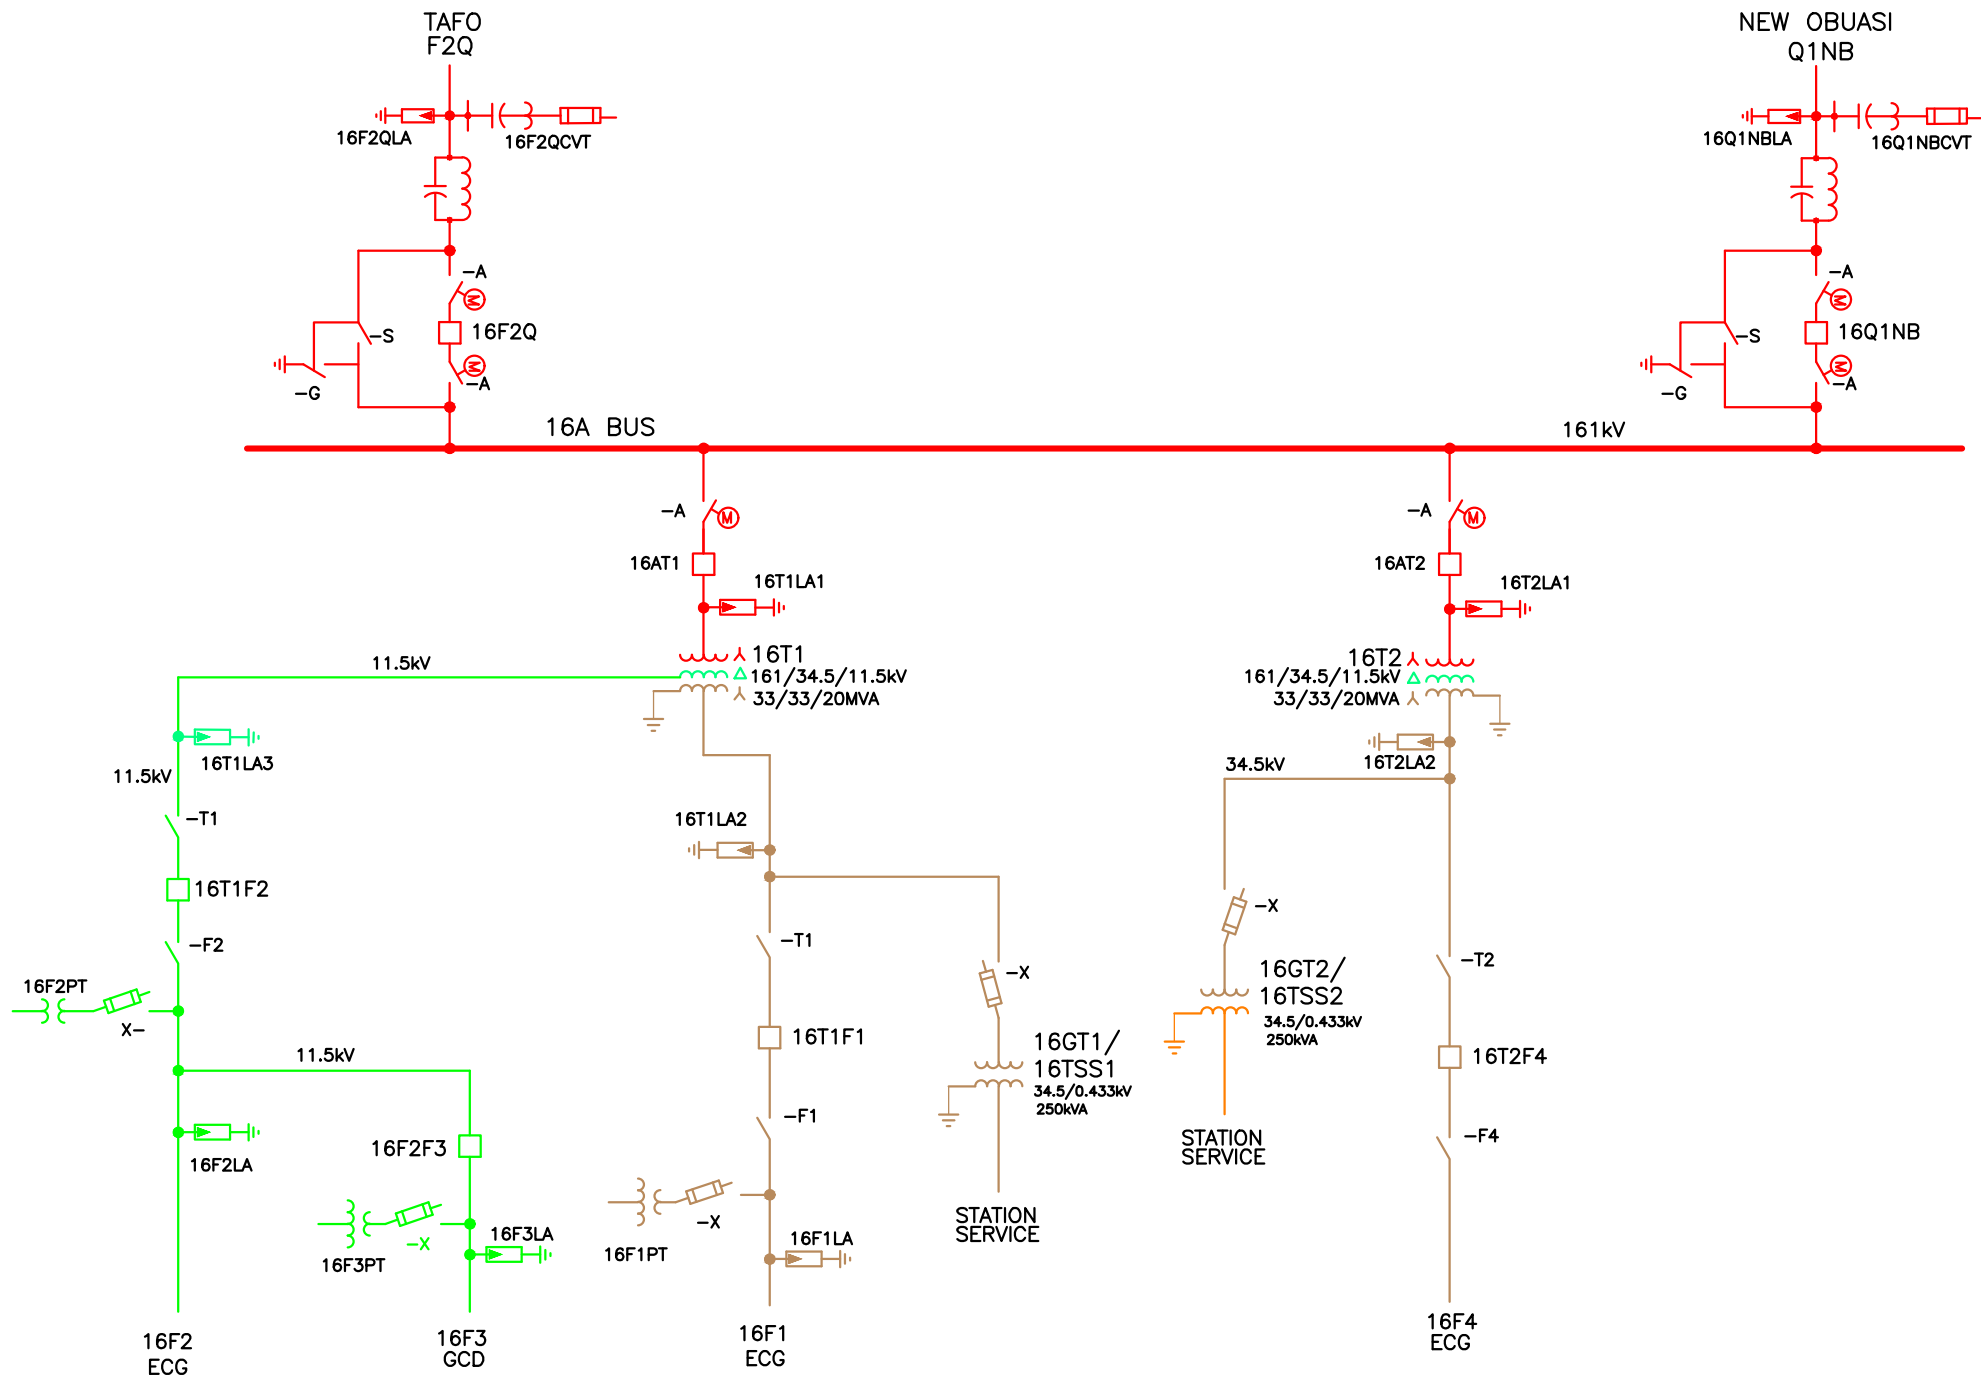 TAFO
F2Q
NEW OBUASI
Q1NB
16F2QLA
16F2QCVT
16Q1NBLA
16Q1NBCVT
-A
M
16F2Q
-S
M
-A
-G
-A
M
16Q1NB
-S
M
-A
-G
16A BUS
161kV
-A
M
16AT1
16T1LA1
-A
M
16AT2
16T2LA1
16T1
161/34.5/11.5kV
33/33/20MVA
16T2
161/34.5/11.5kV
33/33/20MVA
11.5kV
16T1LA3
11.5kV
-T1
16T1F2
-F2
16F2PT
X-
11.5kV
16F2LA
16F2F3
16F3PT
-X
16F3LA
16F2
ECG
16F3
GCD
16T1LA2
-T1
16T1F1
-F1
-X
16F1PT
16F1LA
16F1
ECG
-X
16GT1/
16TSS1
34.5/0.433kV
250kVA
STATION
SERVICE
16T2LA2
34.5kV
-X
16GT2/
16TSS2
34.5/0.433kV
250kVA
STATION
SERVICE
-T2
16T2F4
-F4
16F4
ECG